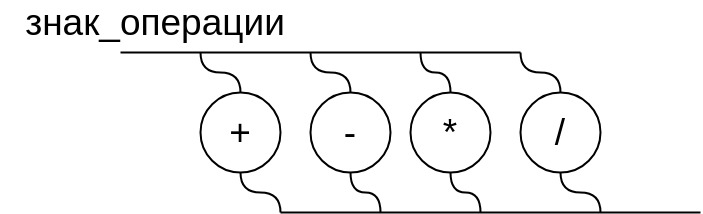 знак_операции
+ - * /